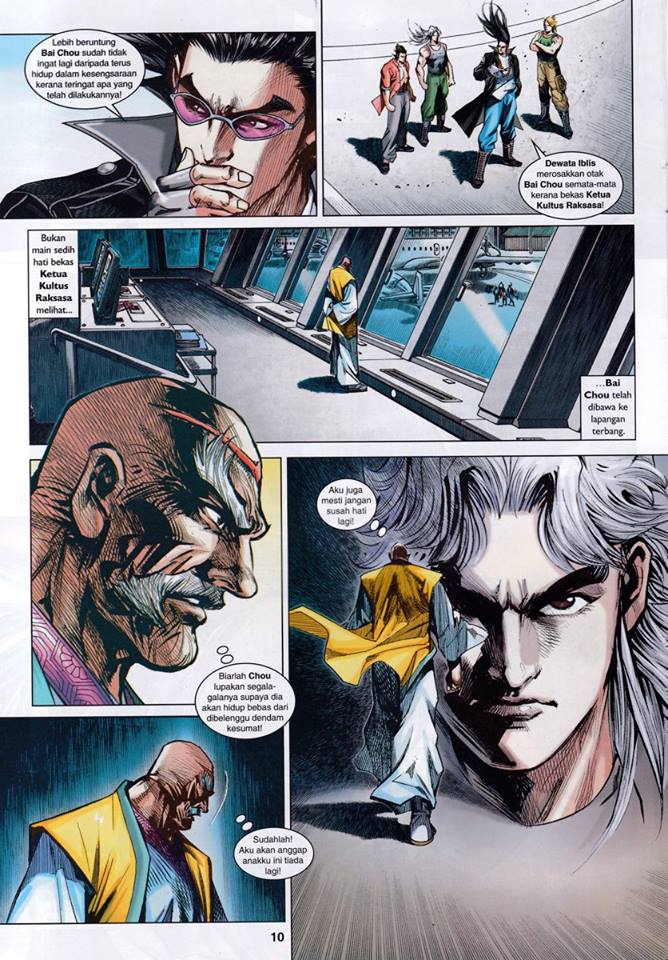 Lebih beruntung
Bai Chou sudah tidak
ingat lagi daripada terus
hidup dalam kesengsaraan
kerana teringat apa yang
telah dilakukannya!
Dewata Iblis
merosakkan otak
Bai Chou semata-mata
kerana bekas Ketua
Kultus Raksasa!
Bukan
main sedih
hati bekas
Ketua
Kultus
Raksasa
melihat...
...Bai
Chou telah
dibawa ke
lapangan
terbang.
Biarlah Chou
lupakan segala-
galanya supaya dia
akan hidup bebas dari
dibelenggu dendam
kesumat!
Aku juga
mesti jangan
susah hati
lagi!
Sudahlah!
Aku akan anggap
anakku ini tiada
lagi!
10